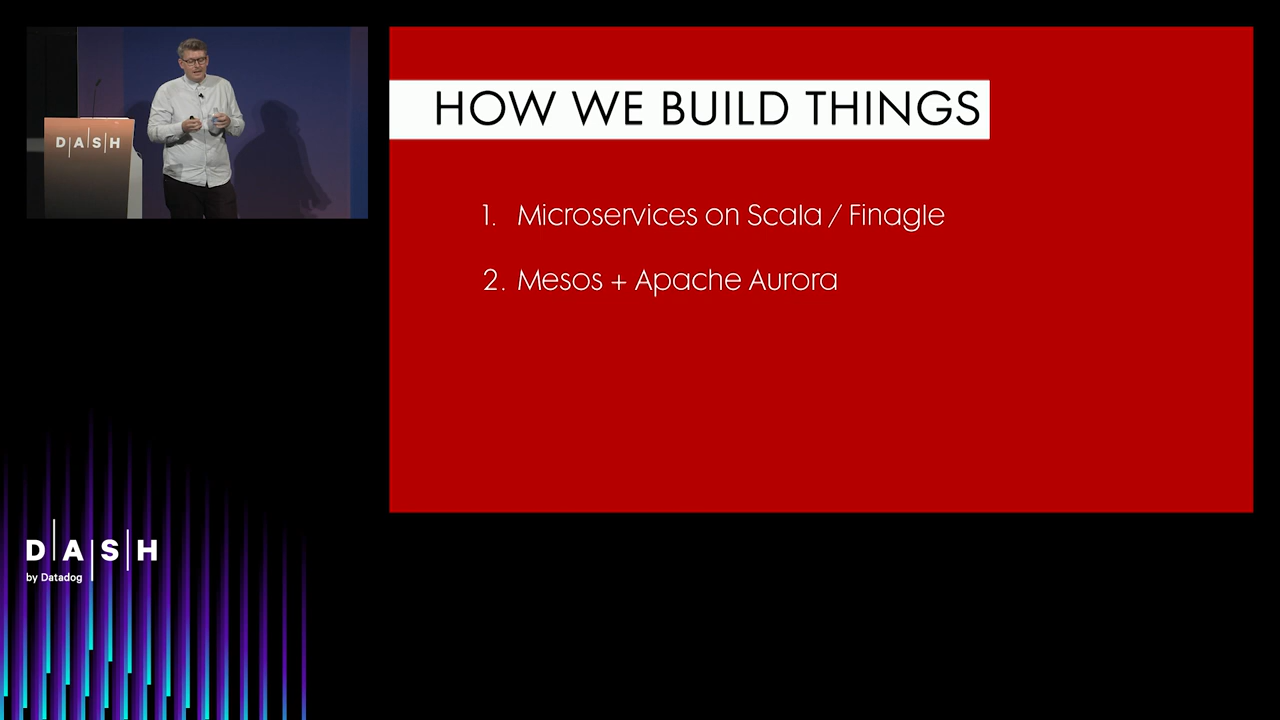 D|A|S|H
HOW WE BUILD THINGS
1. Microservices on Scala / Finagle
2. Mesos + Apache Aurora
D|A|S|H
by Datadog